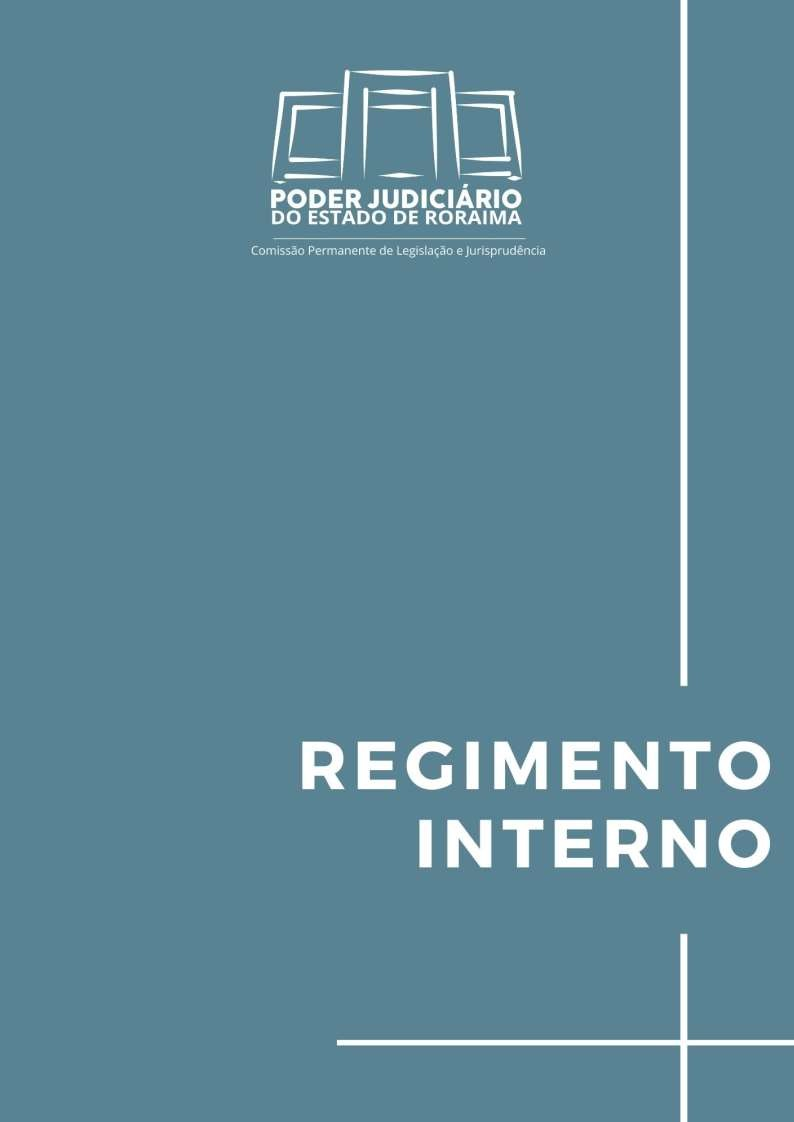 PODER JUDICIÁRIO
DO ESTADO DE RORAIMA
Comissão Permanente de Legislação e Jurisprudência
REGIMENTO
INTERNO